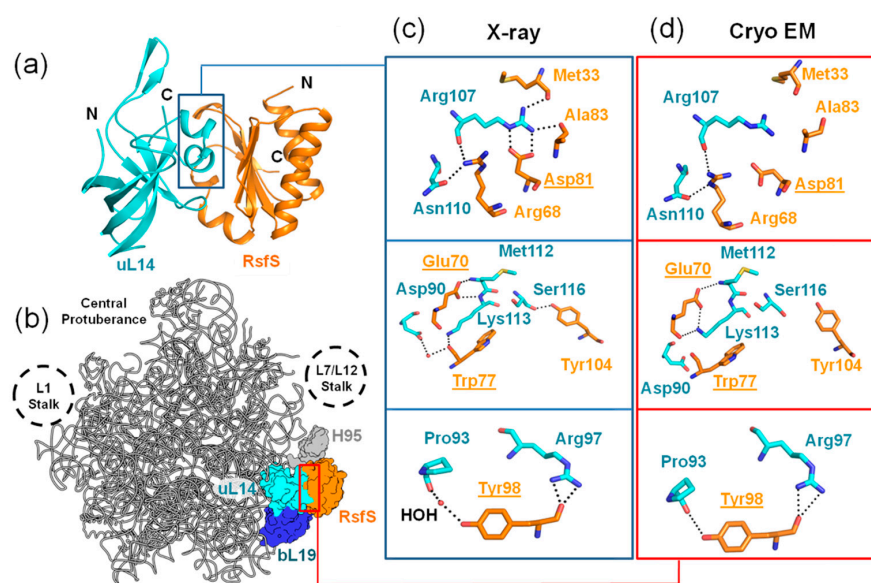 (a)
N
C
N
C
uL14
RsfS
(b)
Central
Protuberance
L1
Stalk
L7/L12
Stalk
H95
uL14
RsfS
bL19
(c)
X-ray
Met33
Arg107
Ala83
Asp81
Asn110
Arg68
Met112
Glu70
Asp90
Ser116
Lys113
Tyr104
Trp77
Pro93
Arg97
Tyr98
HOH
(d)
Cryo EM
Met33
Arg107
Ala83
Asp81
Asn110
Arg68
Met112
Glu70
Ser116
Lys113
Tyr104
Asp90
Trp77
Arg97
Pro93
Tyr98